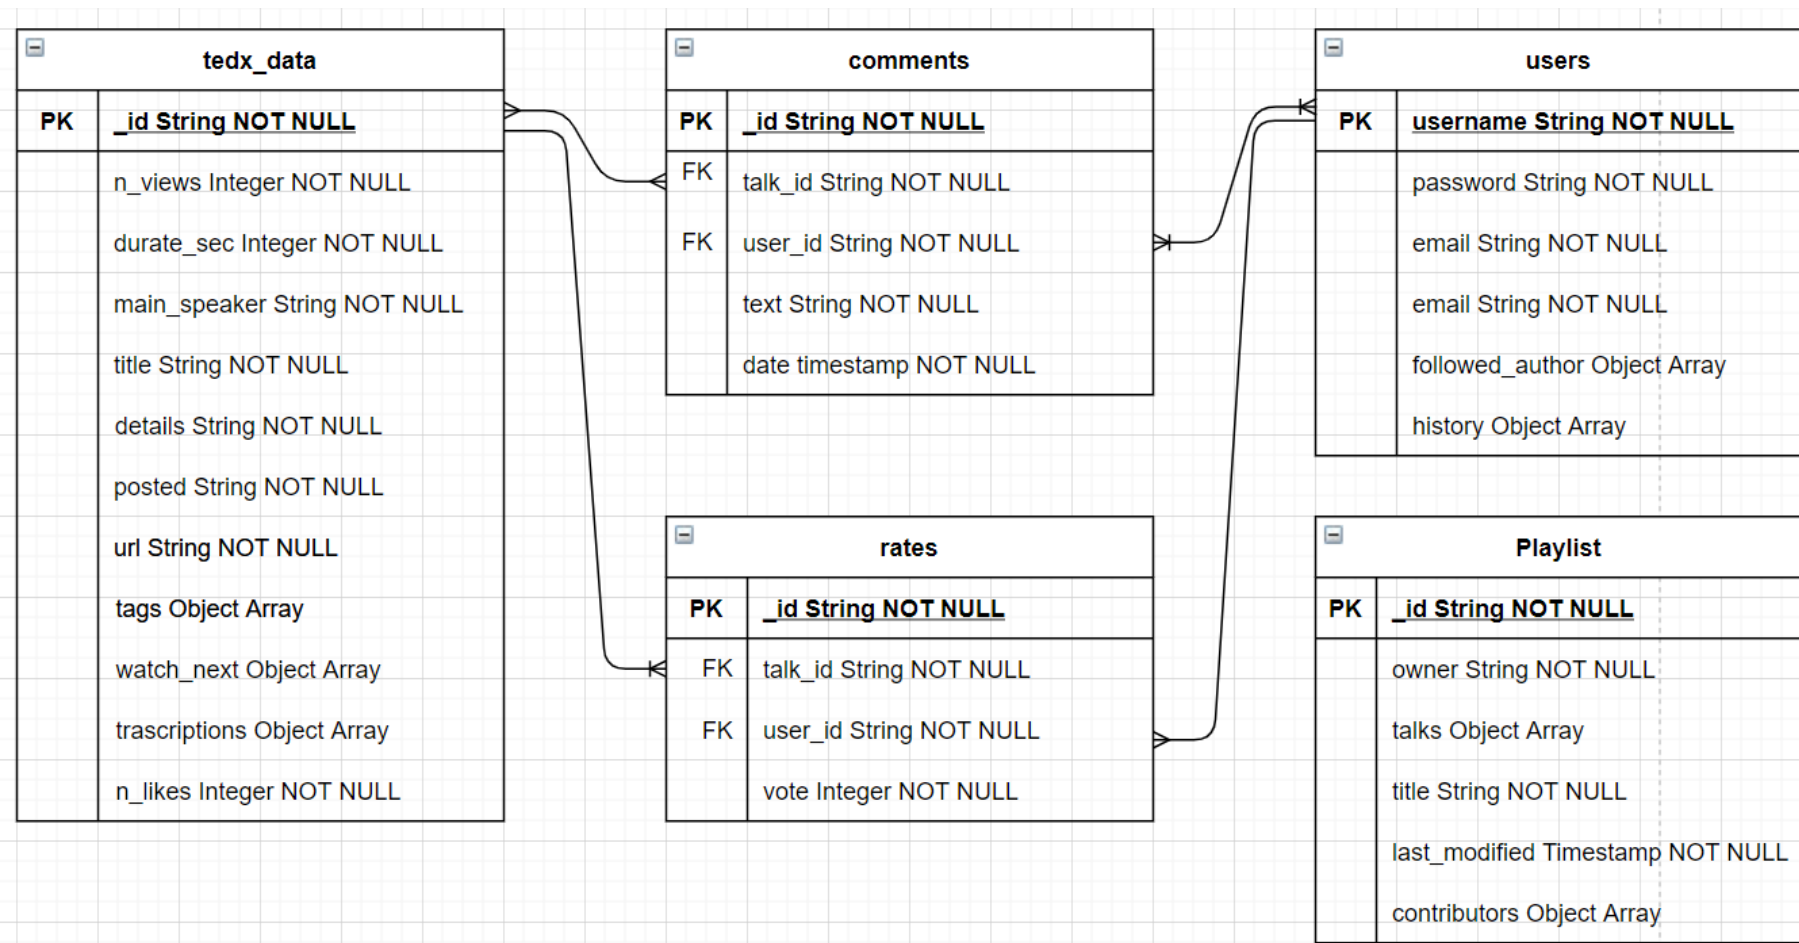 tedx_data
PK _id String NOT NULL
n_views Integer NOT NULL
durate_sec Integer NOT NULL
main_speaker String NOT NULL
title String NOT NULL
details String NOT NULL
posted String NOT NULL
url String NOT NULL
tags Object Array
watch_next Object Array
trascriptions Object Array
n_likes Integer NOT NULL
comments
PK _id String NOT NULL
FK talk_id String NOT NULL
FK user_id String NOT NULL
text String NOT NULL
date timestamp NOT NULL
rates
PK _id String NOT NULL
FK talk_id String NOT NULL
FK user_id String NOT NULL
vote Integer NOT NULL
users
PK username String NOT NULL
password String NOT NULL
email String NOT NULL
email String NOT NULL
followed_author Object Array
history Object Array
Playlist
PK _id String NOT NULL
owner String NOT NULL
talks Object Array
title String NOT NULL
last_modified Timestamp NOT NULL
contributors Object Array